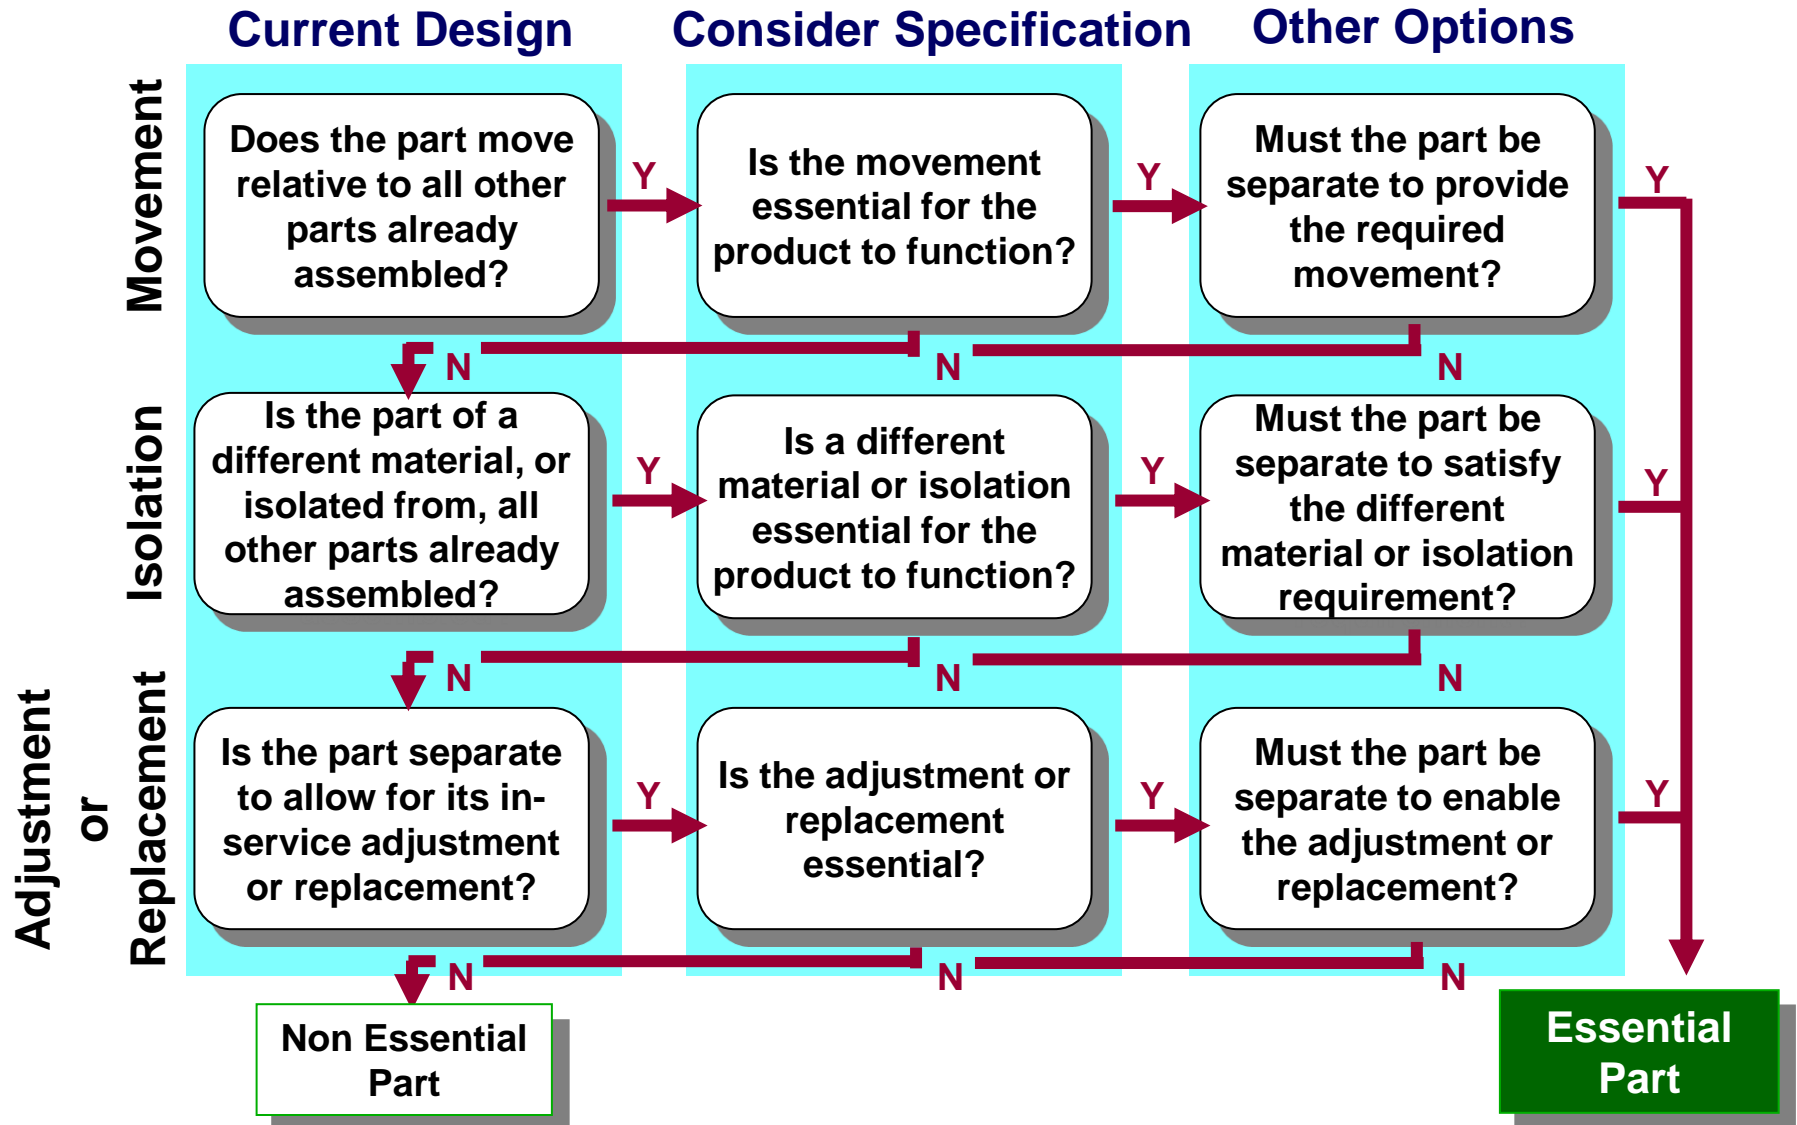 Current Design
Consider Specification
Other Options
Movement
Does the part move
relative to all other
parts already
assembled?
Y
Is the movement
essential for the
product to function?
Y
Must the part be
separate to provide
the required
movement?
Y
N
N
N
Isolation
Is the part of a
different material, or
isolated from, all
other parts already
assembled?
Y
Is a different
material or isolation
essential for the
product to function?
Y
Must the part be
separate to satisfy
the different
material or isolation
requirement?
Y
N
N
N
Adjustment
or
Replacement
Is the part separate
to allow for its in-
service adjustment
or replacement?
Y
Is the adjustment or
replacement
essential?
Y
Must the part be
separate to enable
the adjustment or
replacement?
Y
N
N
N
Non Essential
Part
Essential
Part